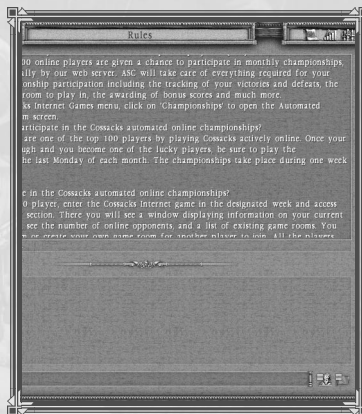 Rules
00 online players are given a chance to participate in monthly championships,
lly by our web server. ASC will take care of everything required for your
onship participation including the tracking of your victories and defeats, the
room to play in, the awarding of bonus scores and much more.
ks Internet Games menu, click on 'Championships' to open the Automated
m screen.
articipate in the Cossacks automated online championships?
are one of the top 100 players by playing Cossacks actively online. Once your
ugh and you become one of the lucky players, be sure to play the
he last Monday of each month. The championships take place during one week
e in the Cossacks automated online championships?
0 player, enter the Cossacks Internet game in the designated week and access
section. There you will see a window displaying information on your current
see the number of online opponents, and a list of existing game rooms. You
m or create your own game room for another player to join. All the players